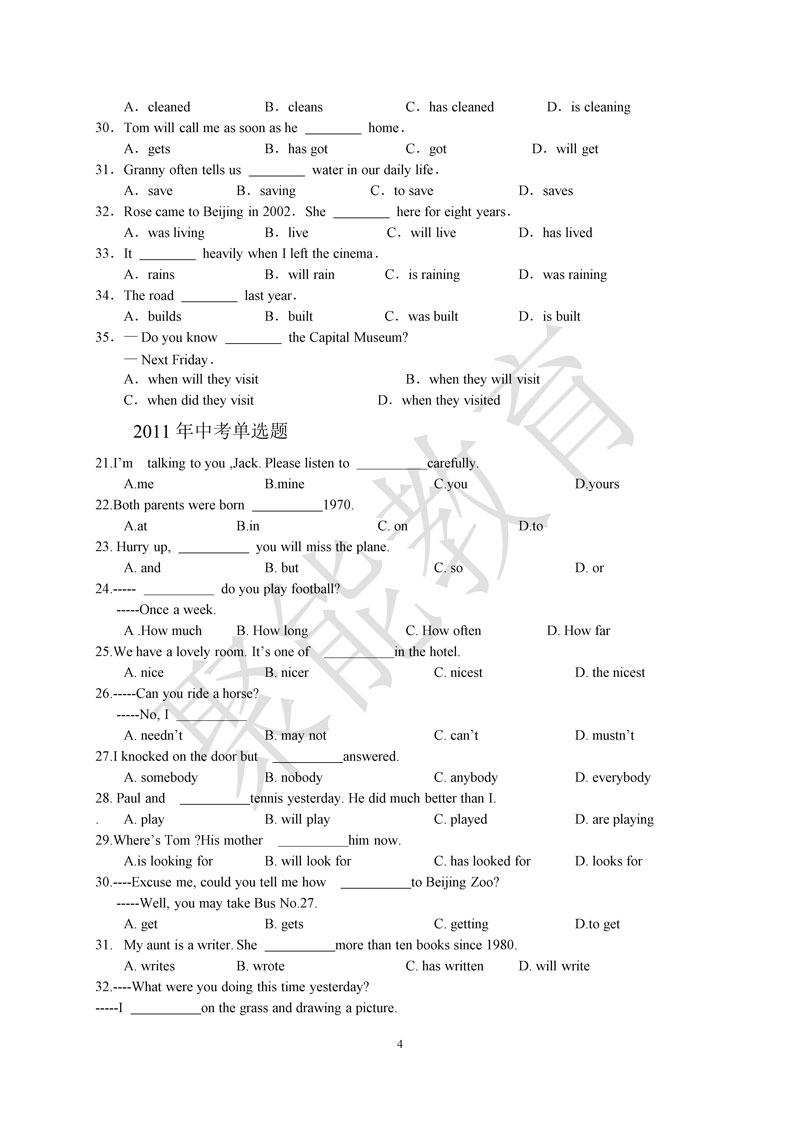 A．cleaned B．cleans C．has cleaned D．is cleaning
30．Tom will call me as soon as he ________ home．
A．gets B．has got C．got D．will get
31．Granny often tells us ________ water in our daily life．
A．save B．saving C．to save D．saves
32．Rose came to Beijing in 2002．She ________ here for eight years．
A．was living B．live C．will live D．has lived
33．It ________ heavily when I left the cinema．
A．rains B．will rain C．is raining D．was raining
34．The road ________ last year．
A．builds B．built C．was built D．is built
35．— Do you know ________ the Capital Museum?
— Next Friday．
A．when will they visit B．when they will visit
C．when did they visit D．when they visited
2011 年中考单选题
21.I’m talking to you ,Jack. Please listen to __________carefully.
A.me B.mine C.you D.yours
22.Both parents were born __________1970.
A.at B.in C. on D.to
23. Hurry up, __________ you will miss the plane.
A. and B. but C. so D. or
24.----- __________ do you play football?
-----Once a week.
A .How much B. How long C. How often D. How far
25.We have a lovely room. It’s one of __________in the hotel.
A. nice B. nicer C. nicest D. the nicest
26.-----Can you ride a horse?
-----No, I __________
A. needn’t B. may not C. can’t D. mustn’t
27.I knocked on the door but __________answered.
A. somebody B. nobody C. anybody D. everybody
28. Paul and __________tennis yesterday. He did much better than I.
. A. play B. will play C. played D. are playing
29.Where’s Tom ?His mother __________him now.
A.is looking for B. will look for C. has looked for D. looks for
30.----Excuse me, could you tell me how __________to Beijing Zoo?
-----Well, you may take Bus No.27.
A. get B. gets C. getting D.to get
31. My aunt is a writer. She __________more than ten books since 1980.
A. writes B. wrote C. has written D. will write
32.----What were you doing this time yesterday?
-----I __________on the grass and drawing a picture.
4
聚能教育